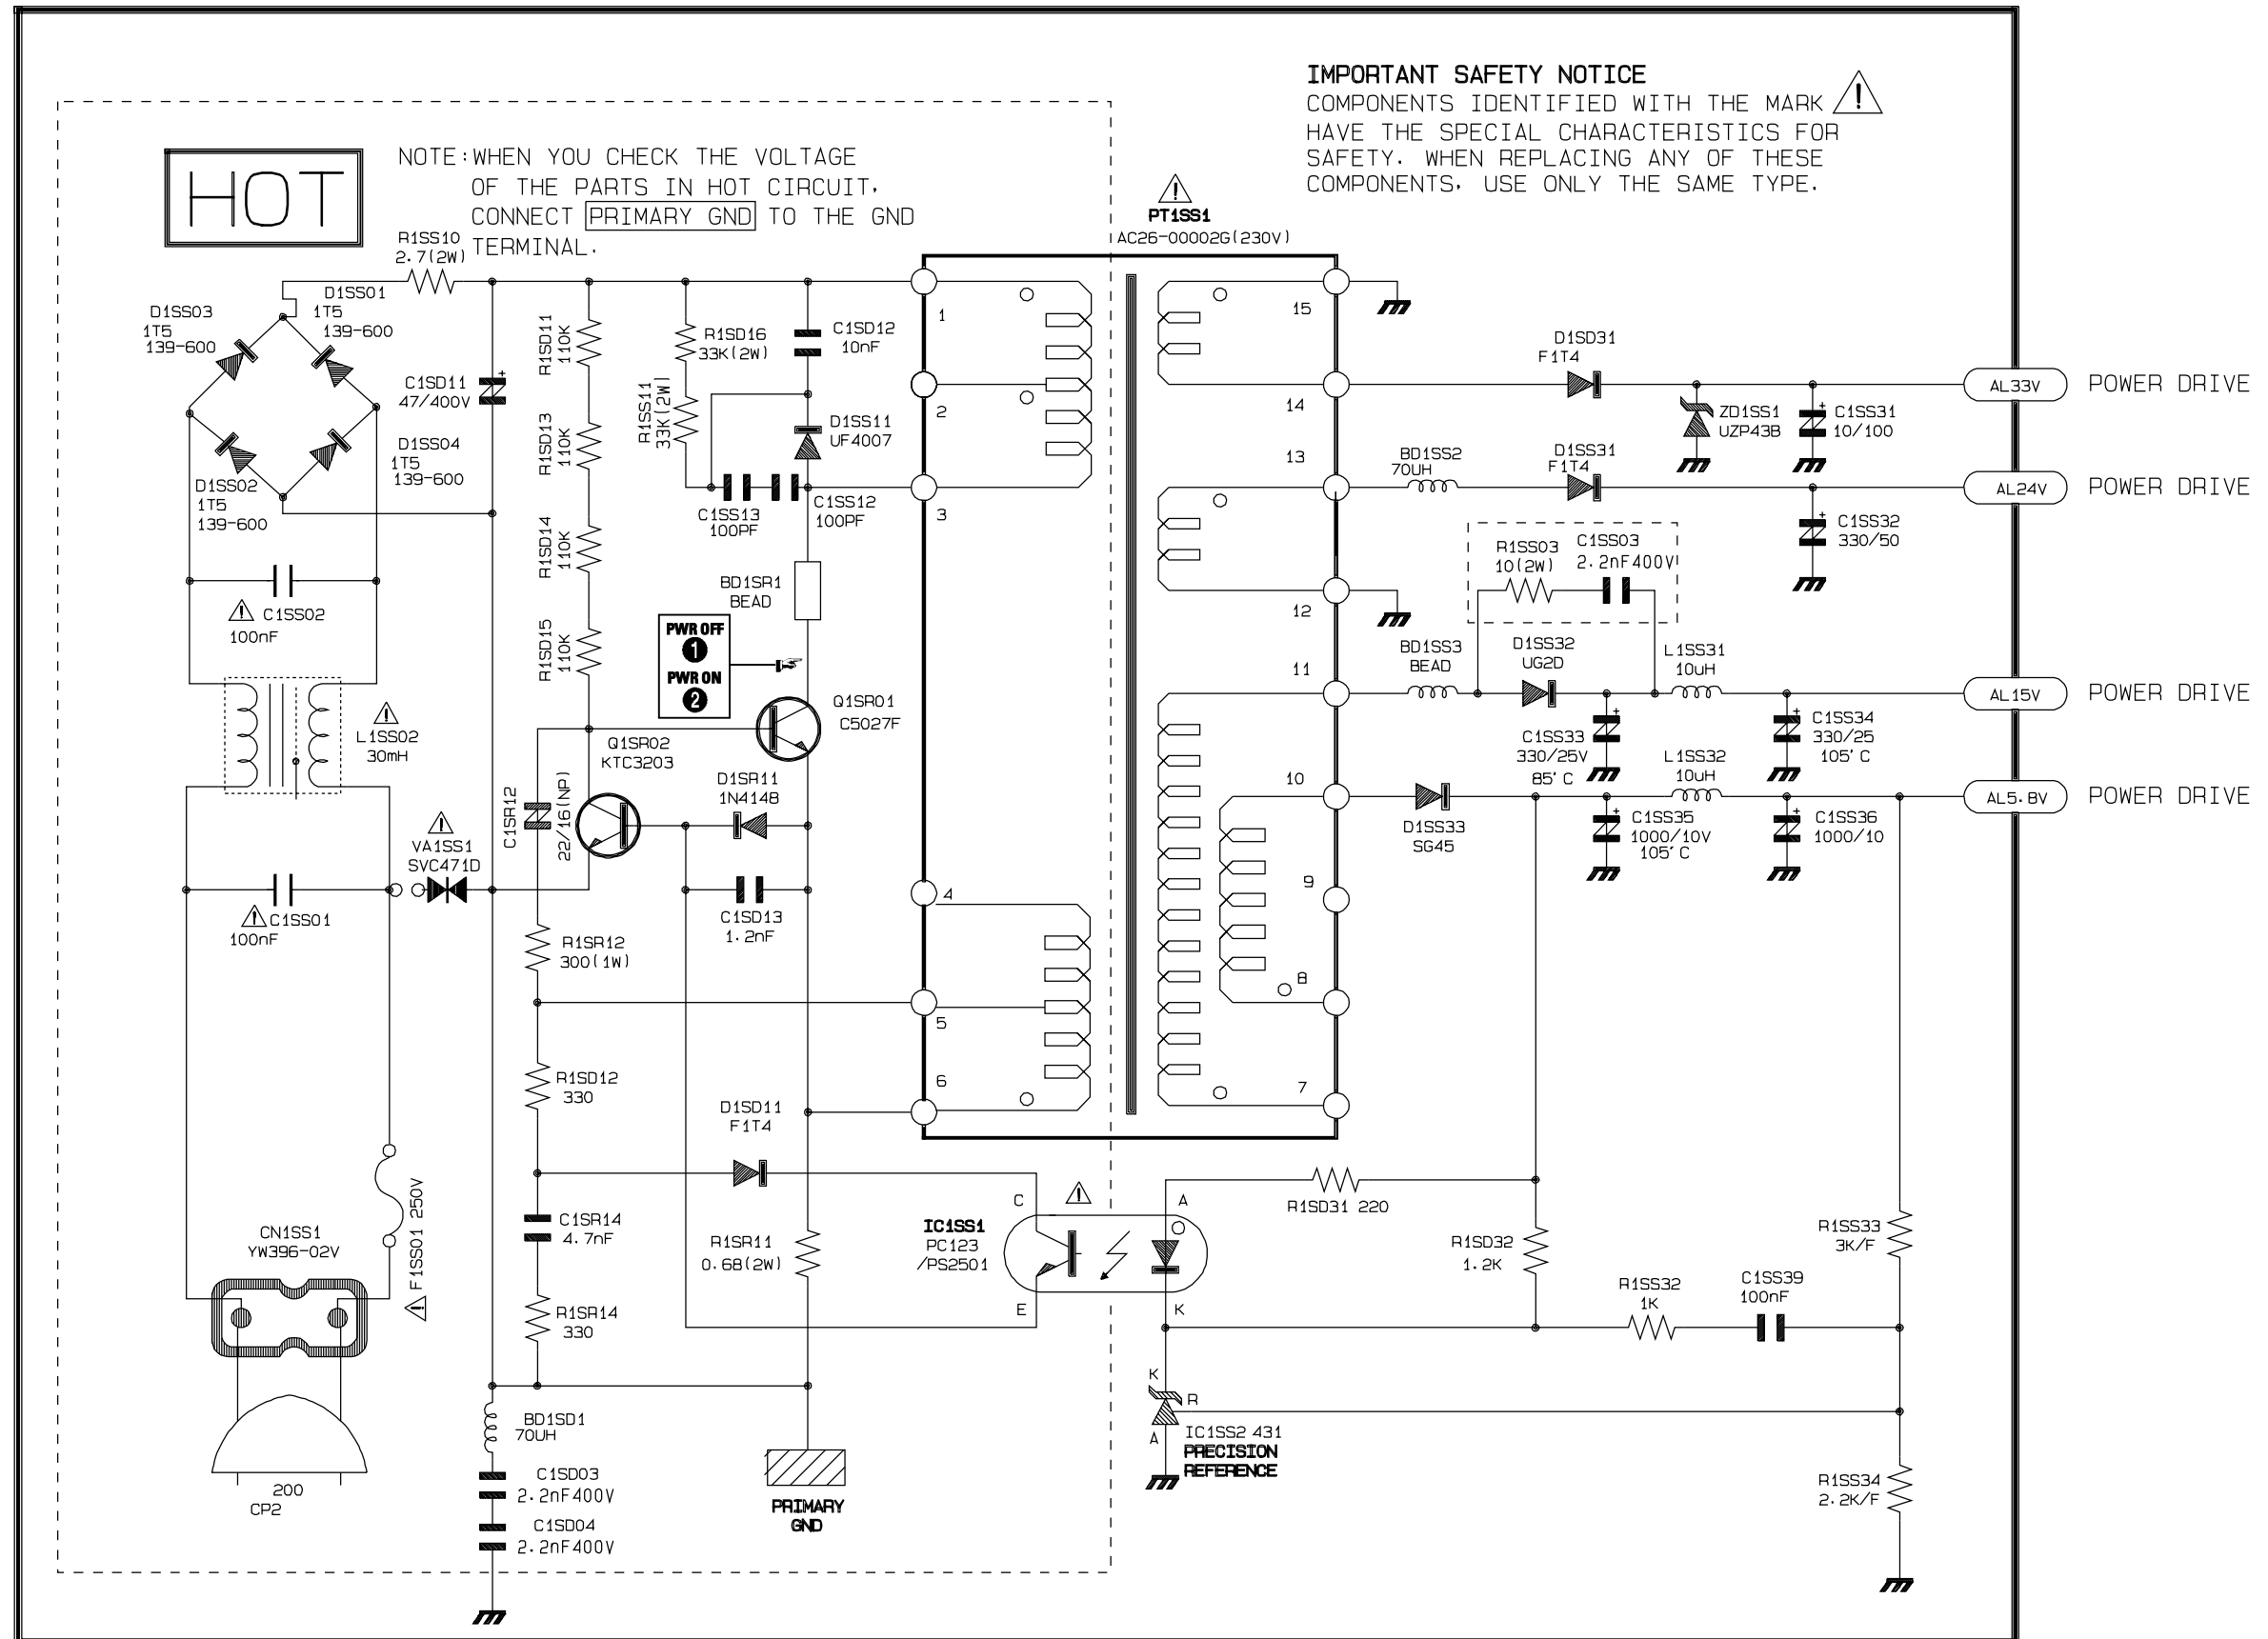 IMPORTANT SAFETY NOTICE
COMPONENTS IDENTIFIED WITH THE MARK
HAVE THE SPECIAL CHARACTERISTICS FOR
SAFETY. WHEN REPLACING ANY OF THESE
COMPONENTS. USE ONLY THE SAME TYPE.
HOT
NOTE:WHEN YOU CHECK THE VOLTAGE
OF THE PARTS IN HOT CIRCUIT.
CONNECT PRIMARY GND TO THE GND
TERMINAL.
PT1SS1
AC26-00002G(230V)
R1SS10
2.7(2W)
D1SS03
1T5
139-600
D1SS01
1T5
139-600
D1SS02
1T5
139-600
D1SS04
1T5
139-600
C1SD11
47/400V
R1SD11
110K
R1SD13
110K
R1SD14
110K
R1SD15
110K
R1SD16
33K(2W)
R1SS11
33K(2W)
C1SD12
10nF
D1SS11
UF4007
C1SS13
100PF
C1SS12
100PF
BD1SR1
BEAD
PWR OFF
1
PWR ON
2
Q1SR01
C5027F
Q1SR02
KTC3203
D1SR11
1N4148
C1SR12
22/16(NP)
C1SD13
1.2nF
C1SS02
100nF
L1SS02
30mH
VA1SS1
SVC471D
C1SS01
100nF
R1SR12
300(1W)
R1SD12
330
D1SD11
F1T4
C1SR14
4.7nF
R1SR14
330
R1SR11
0.68(2W)
F1SS01 250V
CN1SS1
YW396-02V
200
CP2
BD1SD1
70UH
C1SD03
2.2nF400V
C1SD04
2.2nF400V
PRIMARY
GND
1
2
3
4
5
6
15
14
13
12
11
10
9
8
7
D1SD31
F1T4
ZD1SS1
UZP43B
C1SS31
10/100
AL33V
POWER DRIVE
BD1SS2
70UH
D1SS31
F1T4
C1SS32
330/50
AL24V
POWER DRIVE
R1SS03
10(2W)
C1SS03
2.2nF400V
BD1SS3
BEAD
D1SS32
UG2D
L1SS31
10uH
C1SS33
330/25V
85°C
C1SS34
330/25
105°C
AL15V
POWER DRIVE
L1SS32
10uH
D1SS33
SG45
C1SS35
1000/10V
105°C
C1SS36
1000/10
AL5.8V
POWER DRIVE
C
A
IC1SS1
PC123
/PS2501
E
K
R1SD31 220
R1SD32
1.2K
R1SS32
1K
C1SS39
100nF
R1SS33
3K/F
K
R
A
IC1SS2 431
PRECISION
REFERENCE
R1SS34
2.2K/F